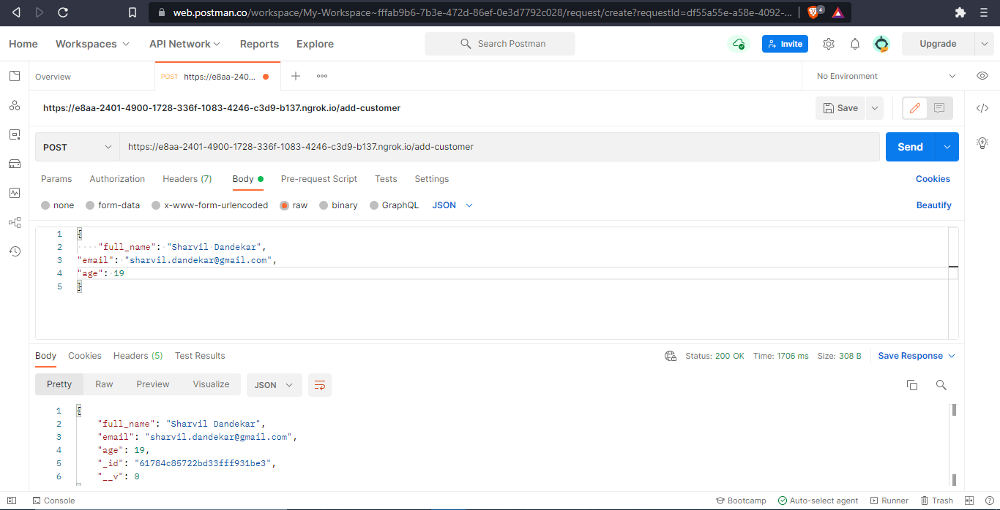 web.postman.co/workspace/My-Workspace~fffab9b6-7b3e-472d-86ef-0e3d7792c028/request/create?requestId=df55a55e-a58e-4092-... 4
Home Workspaces API Network Reports Explore Search Postman Invite Upgrade
Overview POST https://e8aa-240... No Environment
https://e8aa-2401-4900-1728-336f-1083-4246-c3d9-b137.ngrok.io/add-customer Save
POST https://e8aa-2401-4900-1728-336f-1083-4246-c3d9-b137.ngrok.io/add-customer Send
Params Authorization Headers (7) Body Pre-request Script Tests Settings Cookies
none form-data x-www-form-urlencoded raw binary GraphQL JSON Beautify
1 {
2 "full_name": "Sharvil Dandekar",
3 "email": "sharvil.dandekar@gmail.com",
4 "age": 19
5 }
Body Cookies Headers (5) Test Results Status: 200 OK Time: 1706 ms Size: 308 B Save Response
Pretty Raw Preview Visualize JSON
1 {
2 "full_name": "Sharvil Dandekar",
3 "email": "sharvil.dandekar@gmail.com",
4 "age": 19,
5 "_id": "61784c85722bd33fff931be3",
6 "__v": 0
Console Bootcamp Auto-select agent Runner Trash